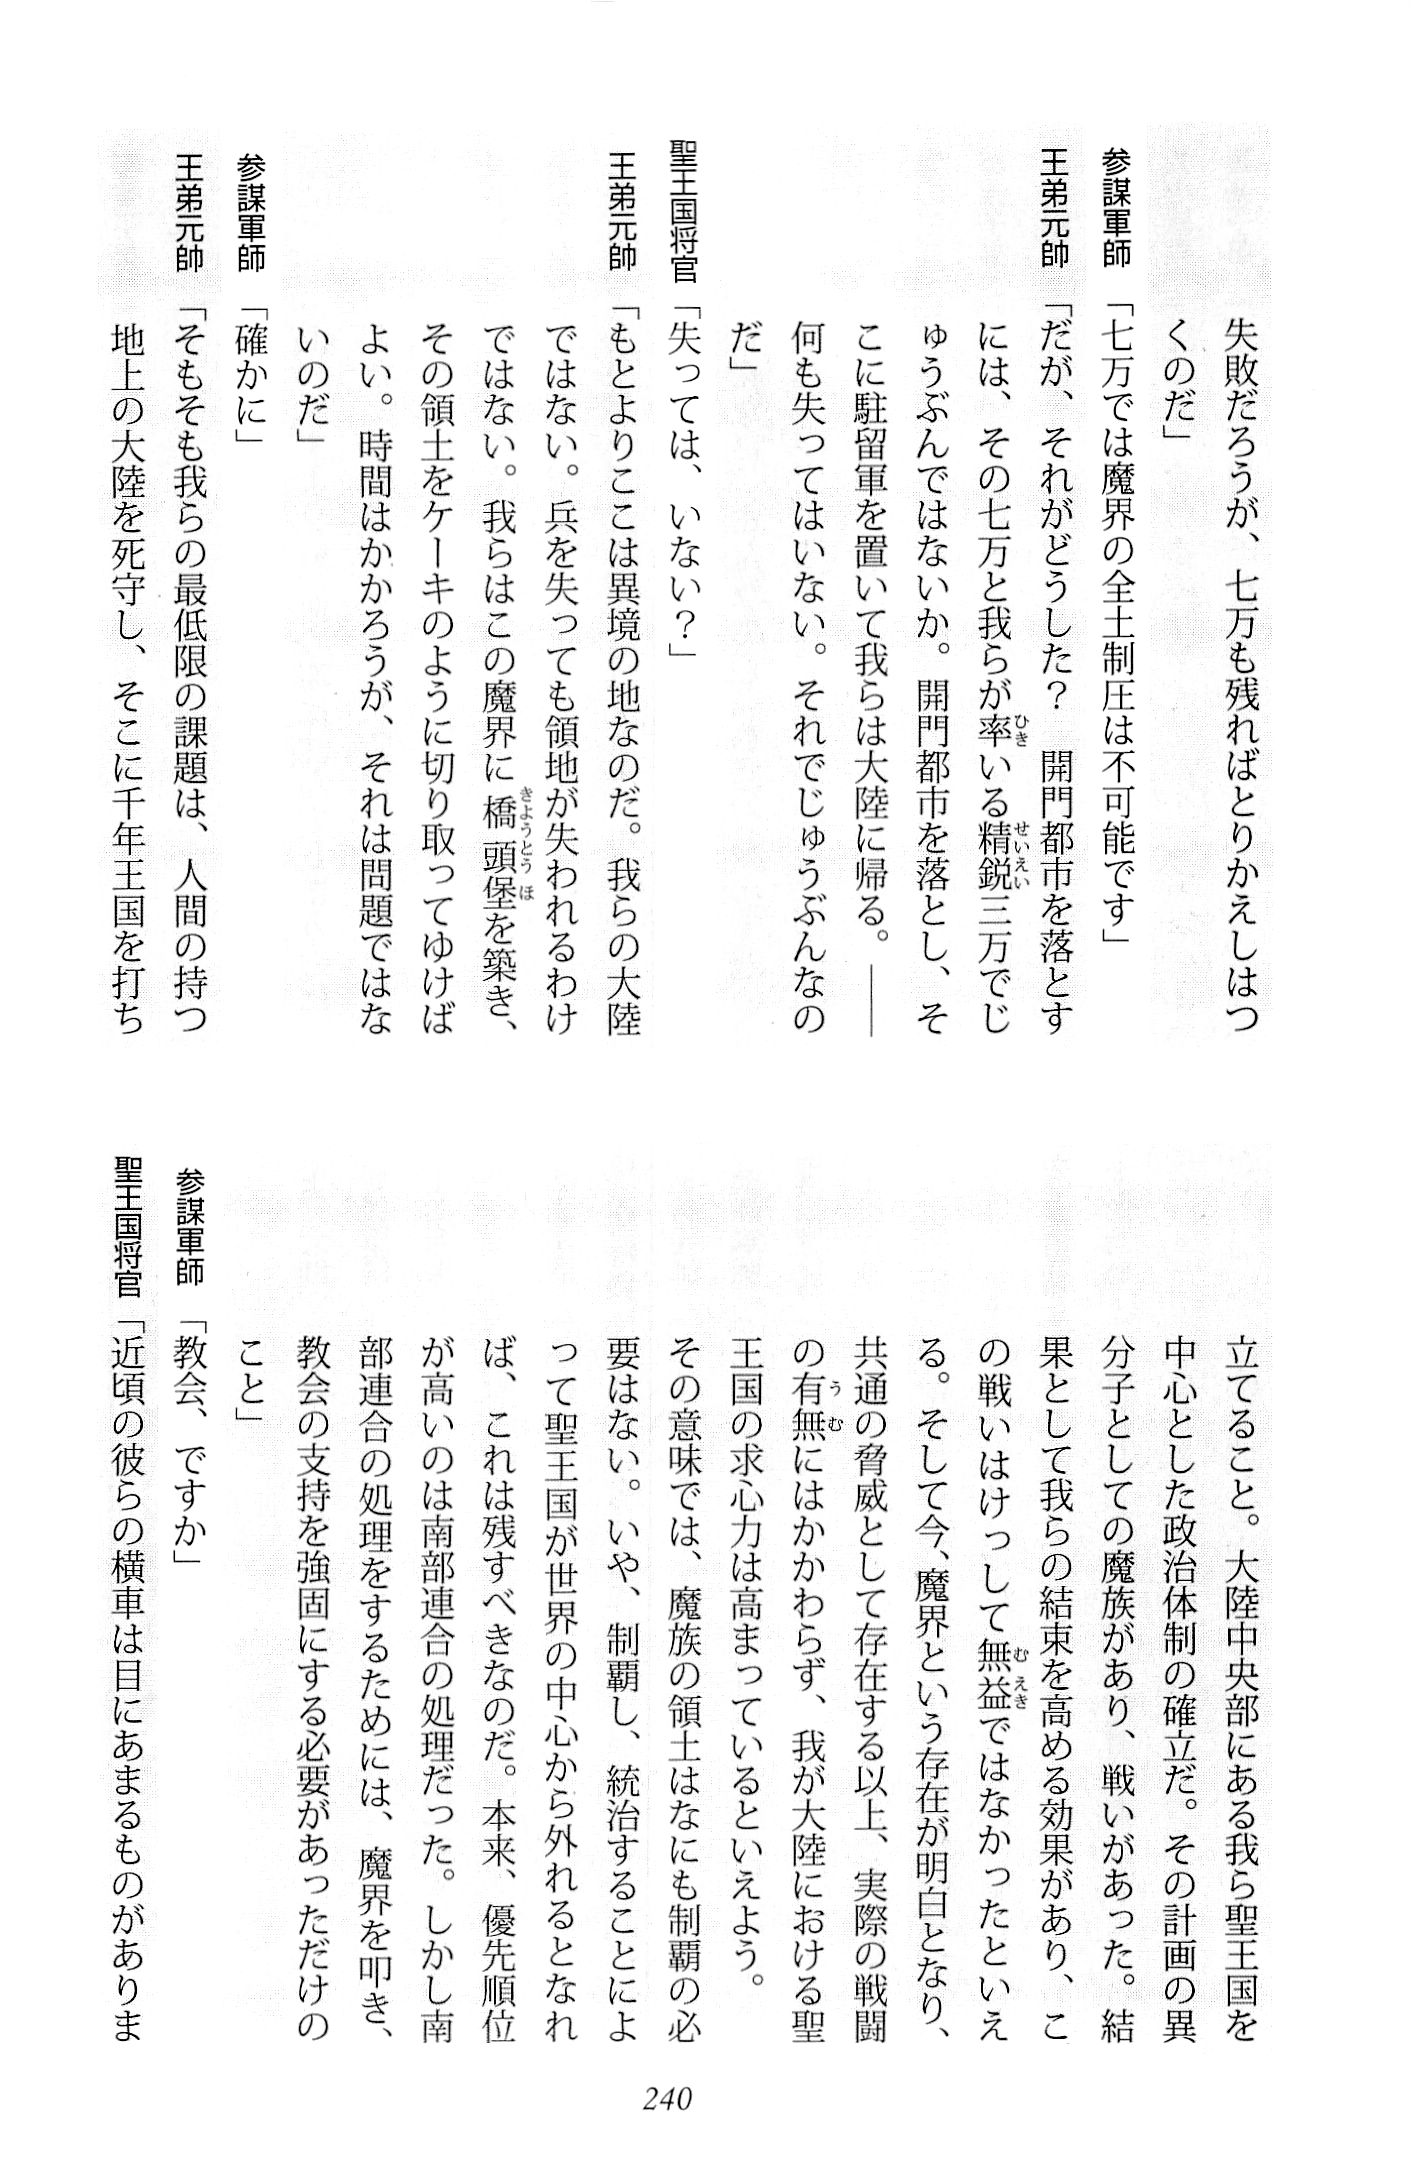 失敗だろうが、七万も残ればとりかえしはつ
くのだ」
参謀軍師「七万では魔界の全土制圧は不可能です」
王弟元帥「だが、それがどうした？　開門都市を落とす
には、その七万と我らが率いる精鋭三万でじ
ゅうぶんではないか。開門都市を落とし、そ
こに駐留軍を置いて我らは大陸に帰る。――
何も失ってはいない。それでじゅうぶんなの
だ」
聖王国将官「失っては、いない？」
王弟元帥「もとよりここは異境の地なのだ。我らの大陸
ではない。兵を失っても領地が失われるわけ
ではない。我らはこの魔界に橋頭堡を築き、
その領土をケーキのように切り取ってゆけば
よい。時間はかかろうが、それは問題ではな
いのだ」
参謀軍師「確かに」
王弟元帥「そもそも我らの最低限の課題は、人間の持つ
地上の大陸を死守し、そこに千年王国を打ち
立てること。大陸中央部にある我ら聖王国を
中心とした政治体制の確立だ。その計画の異
分子としての魔族があり、戦いがあった。結
果として我らの結束を高める効果があり、こ
の戦いはけっして無益ではなかったといえ
る。そして今、魔界という存在が明白となり、
共通の脅威として存在する以上、実際の戦闘
の有無にはかかわらず、我が大陸における聖
王国の求心力は高まっているといえよう。
その意味では、魔族の領土はなにも制覇の必
要はない。いや、制覇し、統治することによ
って聖王国が世界の中心から外れるとなれ
ば、これは残すべきなのだ。本来、優先順位
が高いのは南部連合の処理だった。しかし南
部連合の処理をするためには、魔界を叩き、
教会の支持を強固にする必要があっただけの
こと」
参謀軍師「教会、ですか」
聖王国将官「近頃の彼らの横車は目にあまるものがありま
240